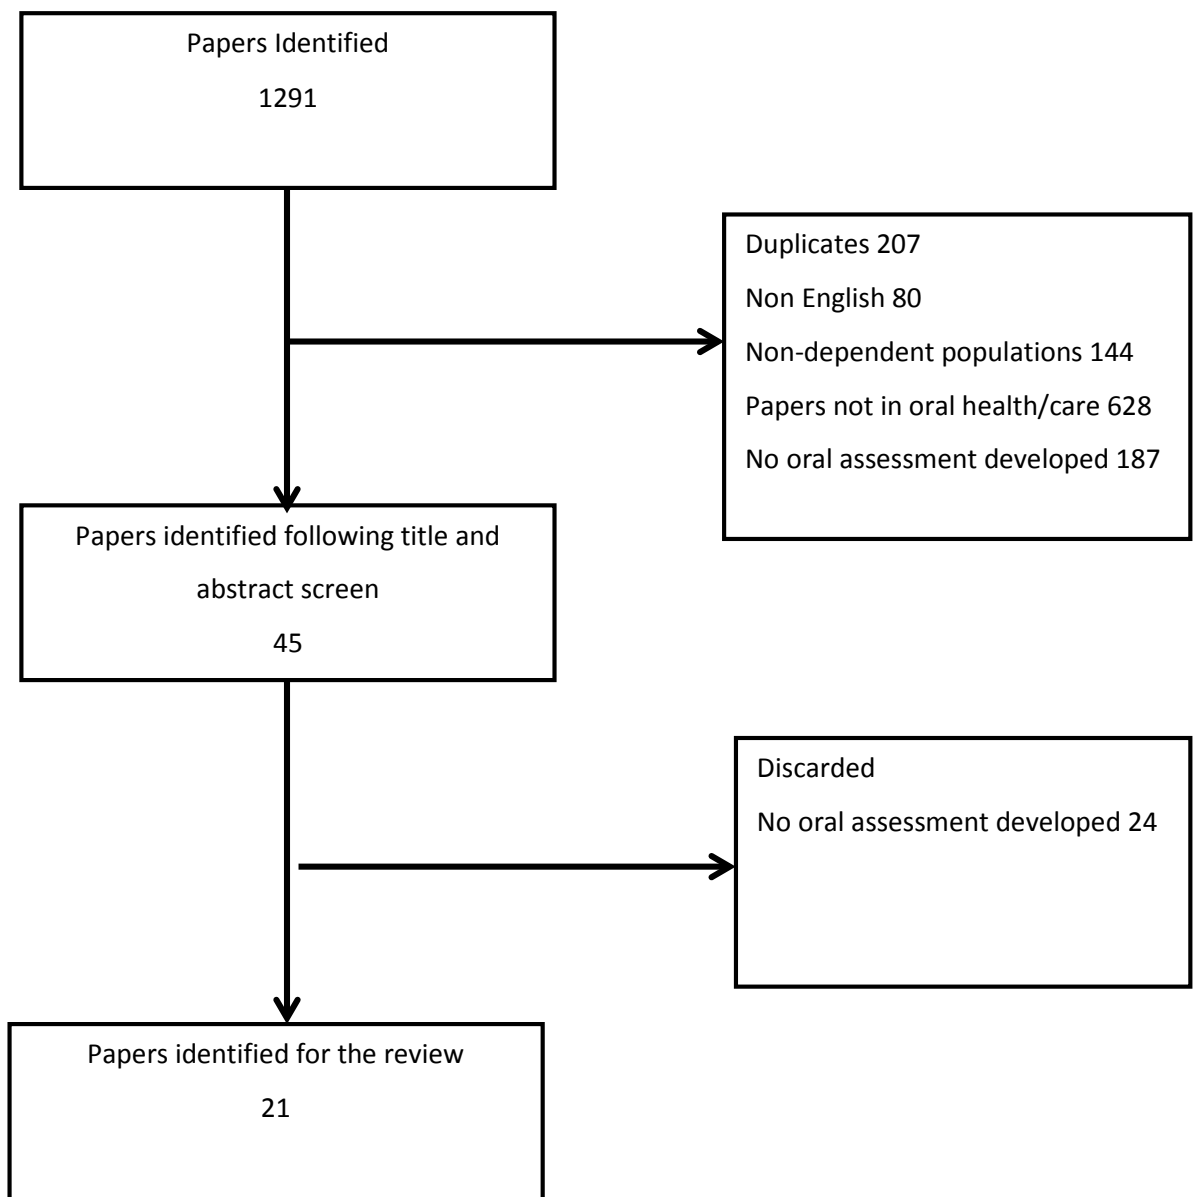 Papers Identified
1291
Duplicates 207
Non English 80
Non-dependent populations 144
Papers not in oral health/care 628
No oral assessment developed 187
Papers identified following title and
abstract screen
45
Discarded
No oral assessment developed 24
Papers identified for the review
21